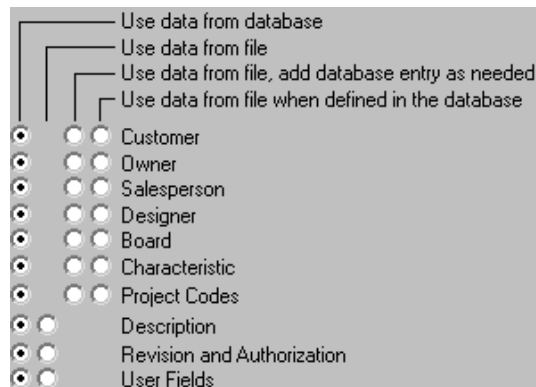 Use data from database
Use data from file
Use data from file, add database entry as needed
Use data from file when defined in the database
Customer
Owner
Salesperson
Designer
Board
Characteristic
Project Codes
Description
Revision and Authorization
User Fields